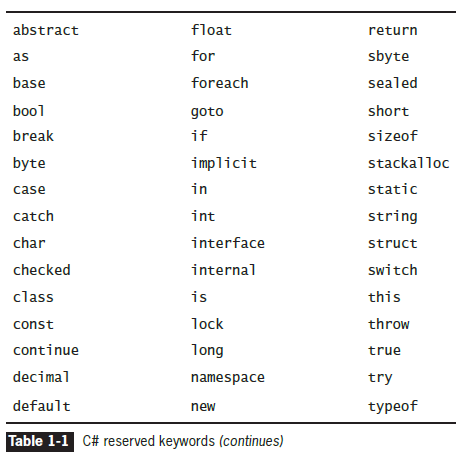 abstract float return
as for sbyte
base foreach sealed
bool goto short
break if sizeof
byte implicit stackalloc
case in static
catch int string
char interface struct
checked internal switch
class is this
const lock throw
continue long true
decimal namespace try
default new typeof
Table 1-1 C# reserved keywords (continues)